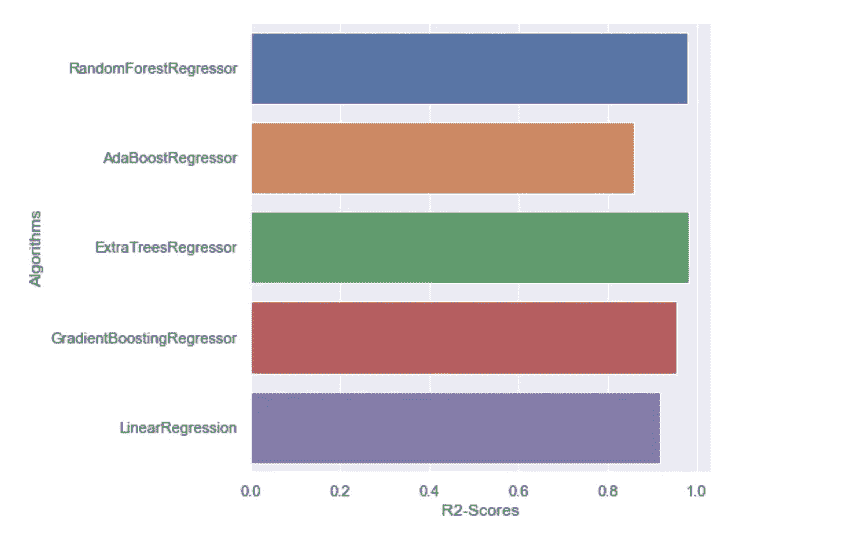 RandomForestRegressor
AdaBoostRegressor
ExtraTreesRegressor
GradientBoostingRegressor
LinearRegression
Algorithms
0.0 0.2 0.4 0.6 0.8 1.0
R2-Scores